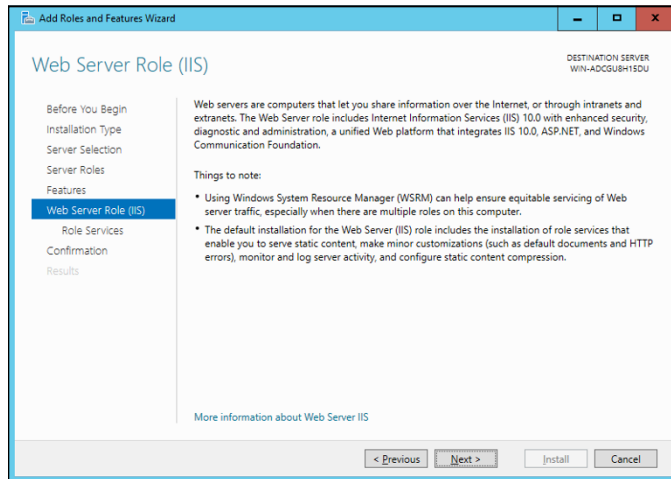 Add Roles and Features Wizard
Web Server Role (IIS)
DESTINATION SERVER
WIN-ADCGU8H15DU
Before You Begin
Installation Type
Server Selection
Server Roles
Features
Web Server Role (IIS)
Role Services
Confirmation
Results
Web servers are computers that let you share information over the Internet, or through intranets and
extranets. The Web Server role includes Internet Information Services (IIS) 10.0 with enhanced security,
diagnostic and administration, a unified Web platform that integrates IIS 10.0, ASP.NET, and Windows
Communication Foundation.
Things to note:
• Using Windows System Resource Manager (WSRM) can help ensure equitable servicing of Web
server traffic, especially when there are multiple roles on this computer.
• The default installation for the Web Server (IIS) role includes the installation of role services that
enable you to serve static content, make minor customizations (such as default documents and HTTP
errors), monitor and log server activity, and configure static content compression.
More information about Web Server IIS
< Previous
Next >
Install
Cancel